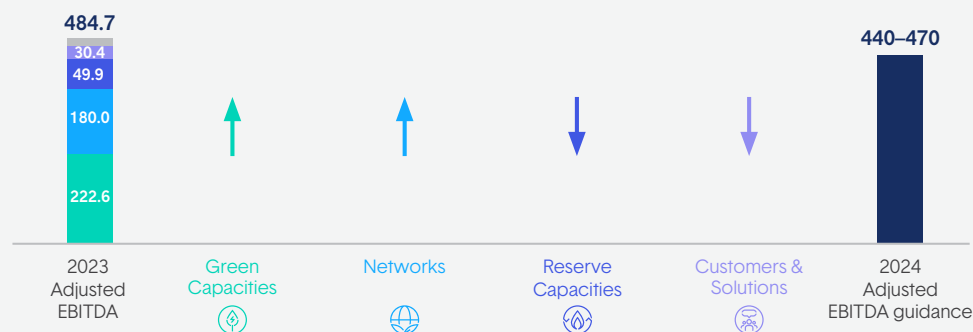 484.7
30.4
49.9
180.0
222.6
440–470
2023
Adjusted
EBITDA
Green
Capacities
Networks
Reserve
Capacities
Customers &
Solutions
2024
Adjusted
EBITDA guidance